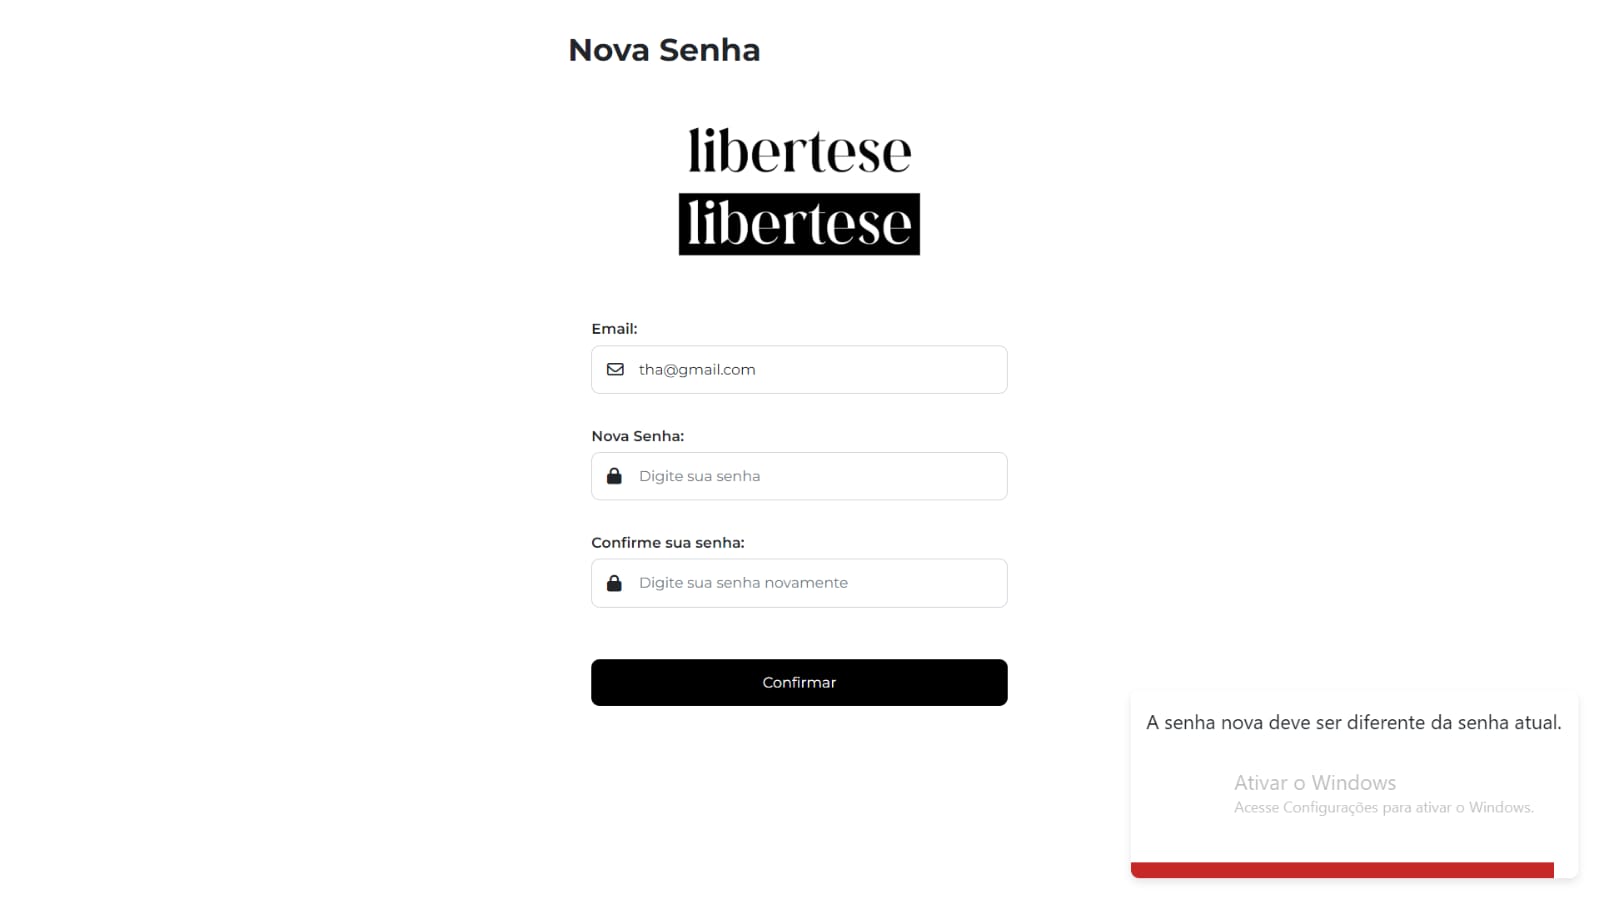 Nova Senha
libertese
libertese
Email:
tha@gmail.com
Nova Senha:
Digite sua senha
Confirme sua senha:
Digite sua senha novamente
Confirmar
A senha nova deve ser diferente da senha atual.
Ativar o Windows
Acesse Configurações para ativar o Windows.